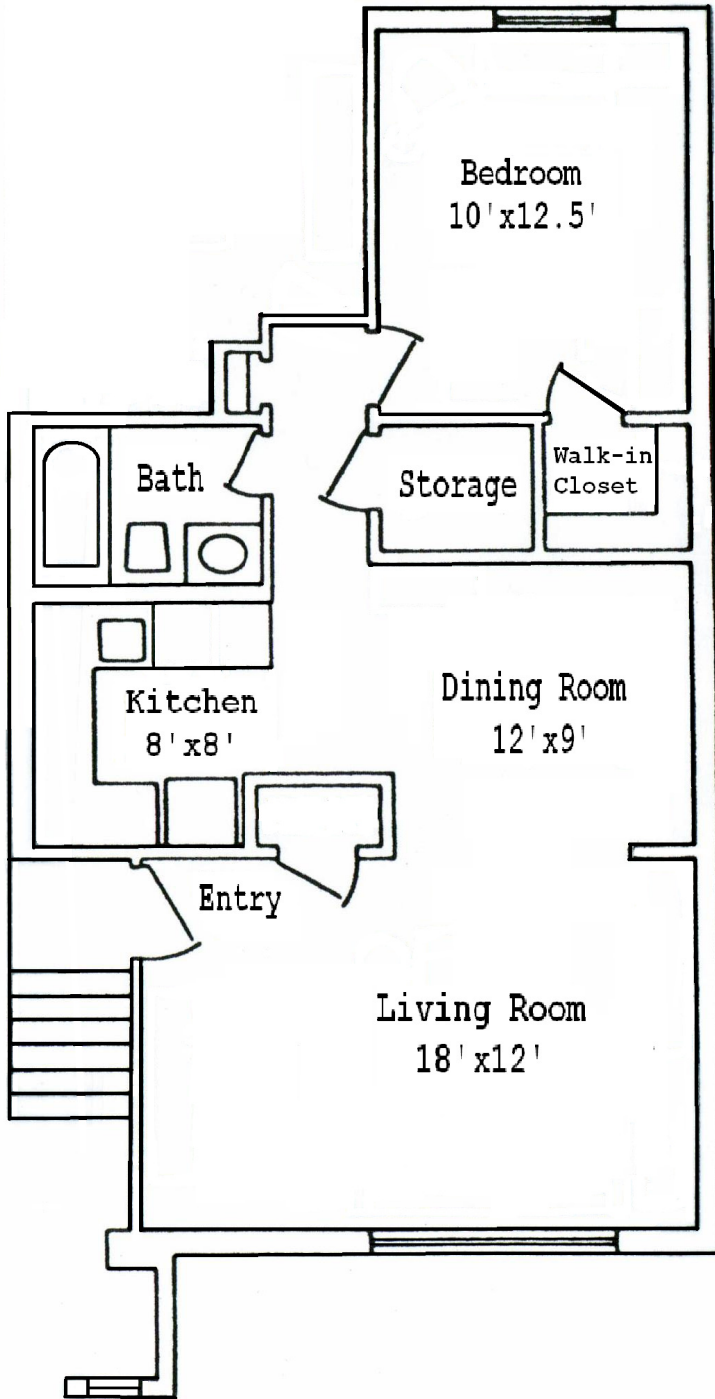 Bedroom
10'x12.5'
Walk-in
Closet
Bath
Storage
Kitchen
8'x8'
Dining Room
12'x9'
Entry
Living Room
18'x12'